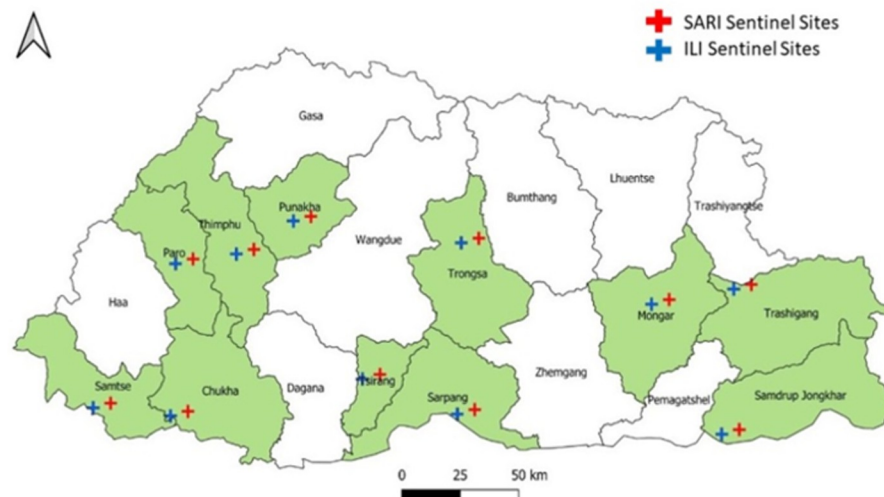 SARI Sentinel Sites
ILI Sentinel Sites
Gasa
Lhuentse
Bumthang
Trashiyangtse
Punakha
Thimphu
Wangdue
Paro
Trongsa
Haa
Mongar
Trashigang
Samtse
Chukha
Dagana
Tsirang
Sarpang
Zhemgang
Pemagatshel
Samdrup Jongkhar
0 25 50 km